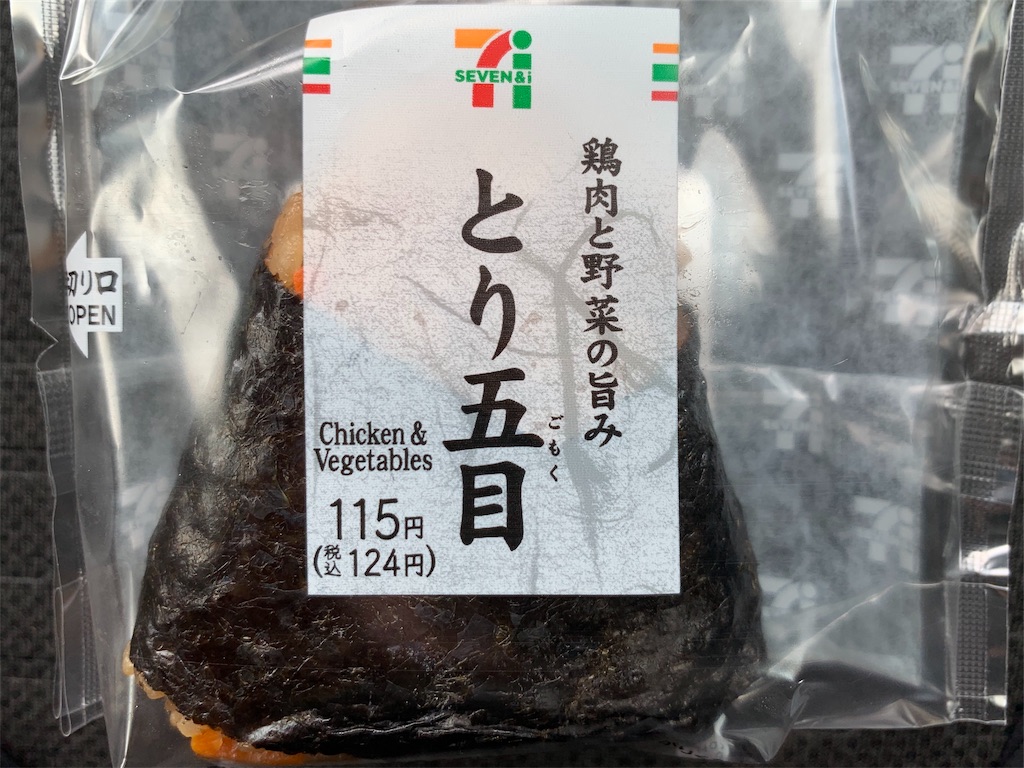 SEVEN&i
鶏肉と野菜の旨み
とり五目
ごもく
Chicken &
Vegetables
115円
(税込124円)
切り口
OPEN